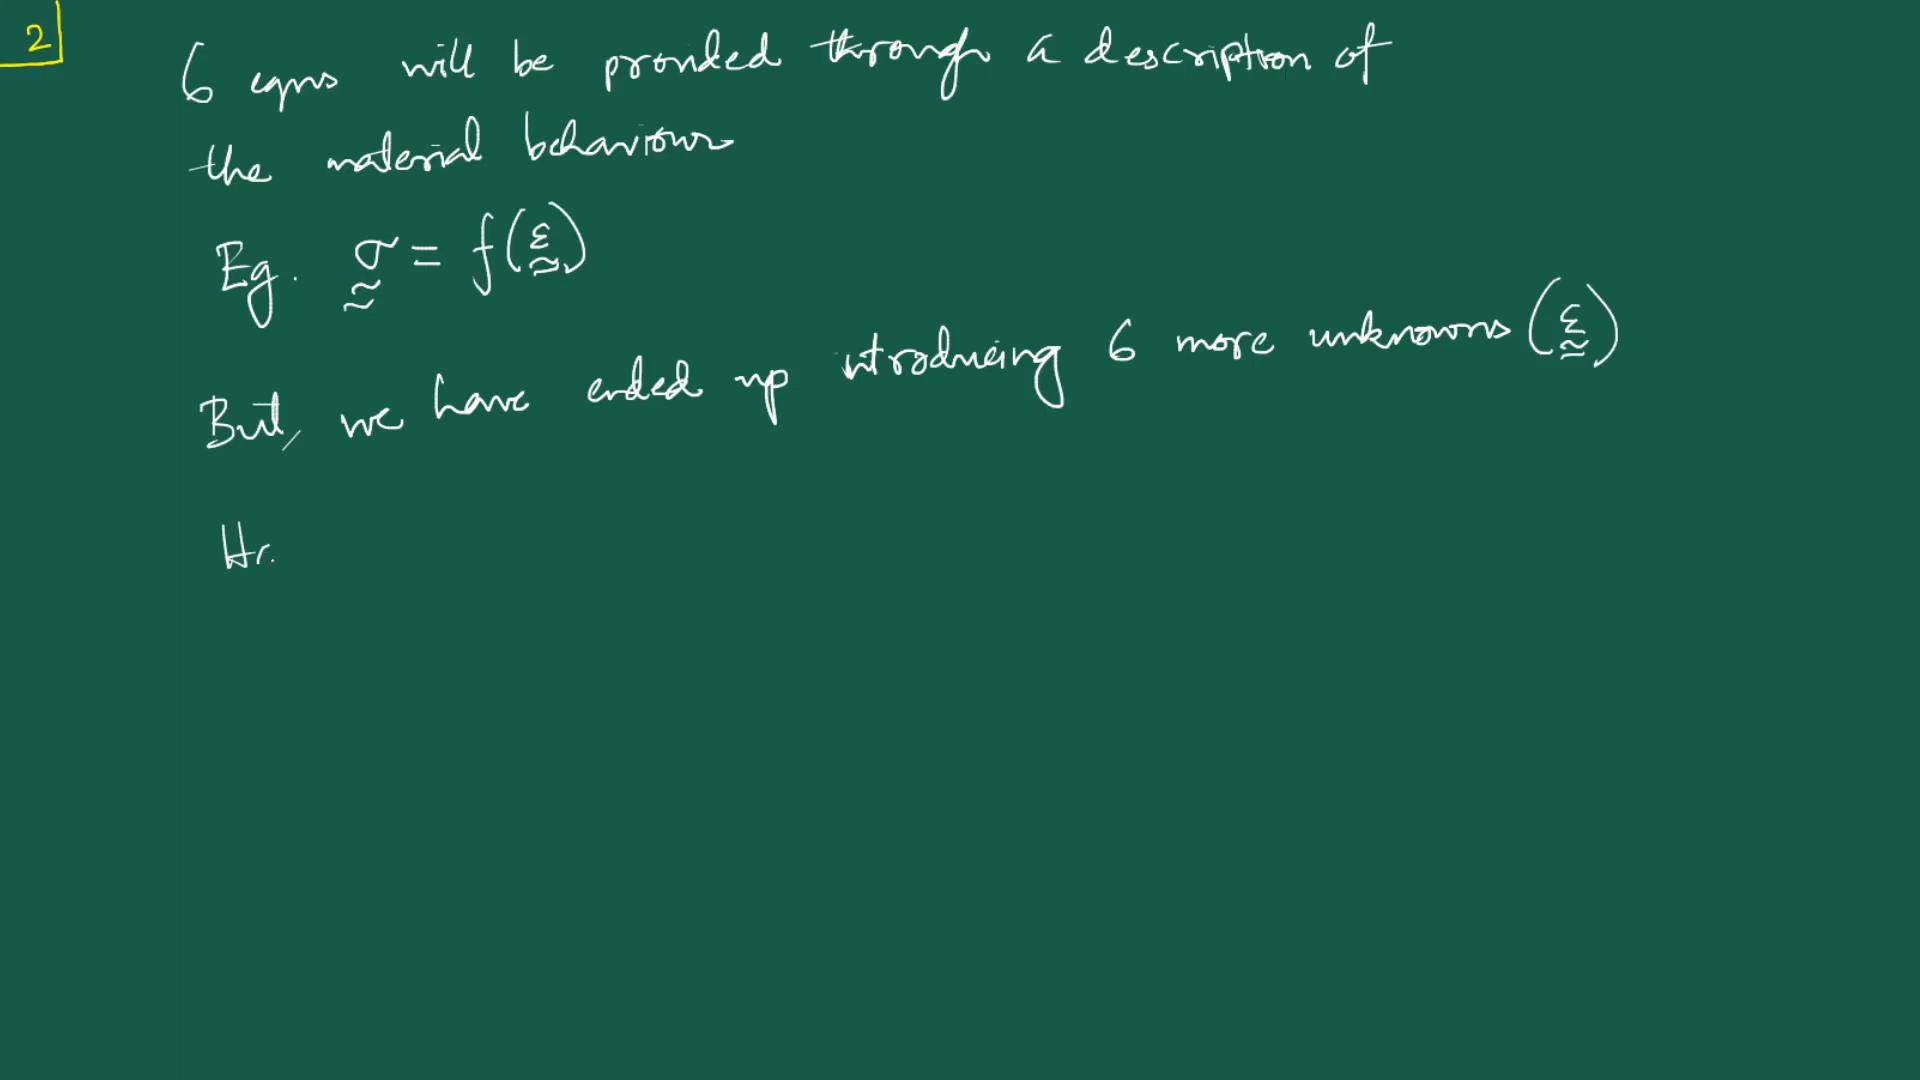 2
6 eqns will be provided through a description of
the material behaviour
Eg. σ = f(ε)
But, we have ended up introducing 6 more unknowns (ε)